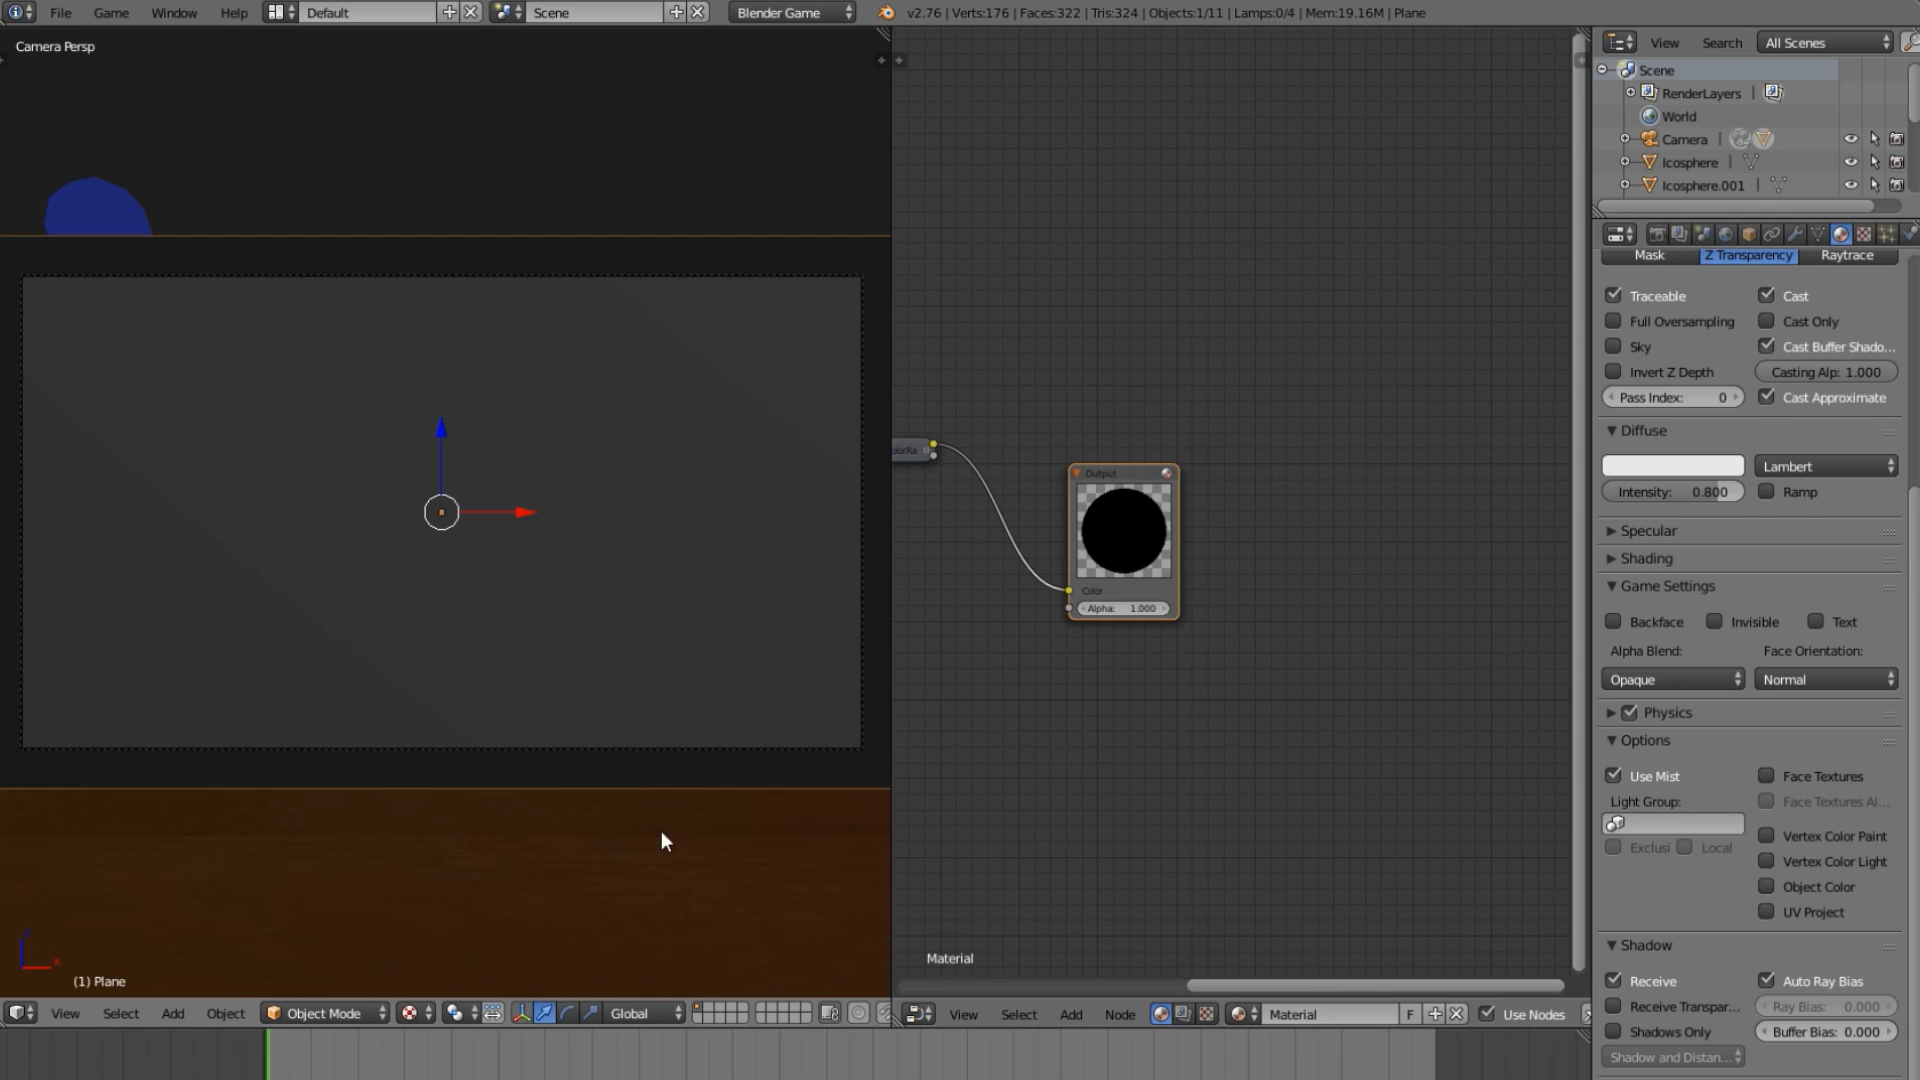 File Game Window Help Default Scene Blender Game v2.76 | Verts:176 | Faces:322 | Tris:324 | Objects:1/11 | Lamps:0/4 | Mem:19.16M | Plane
Camera Persp
(1) Plane
View Select Add Object Object Mode Global
Output
Color
Alpha: 1.000
Material
View Select Add Node Material F Use Nodes
View Search All Scenes
Scene
RenderLayers |
World
Camera |
Icosphere |
Icosphere.001 |
Mask Z Transparency Raytrace
Traceable Cast
Full Oversampling Cast Only
Sky Cast Buffer Shado...
Invert Z Depth Casting Alp: 1.000
Pass Index: 0 Cast Approximate
Diffuse
Lambert
Intensity: 0.800 Ramp
Specular
Shading
Game Settings
Backface Invisible Text
Alpha Blend: Face Orientation:
Opaque Normal
Physics
Options
Use Mist Face Textures
Light Group: Face Textures Al...
Vertex Color Paint
Exclusi Local Vertex Color Light
Object Color
UV Project
Shadow
Receive Auto Ray Bias
Receive Transpar... Ray Bias: 0.000
Shadows Only Buffer Bias: 0.000
Shadow and Distan...